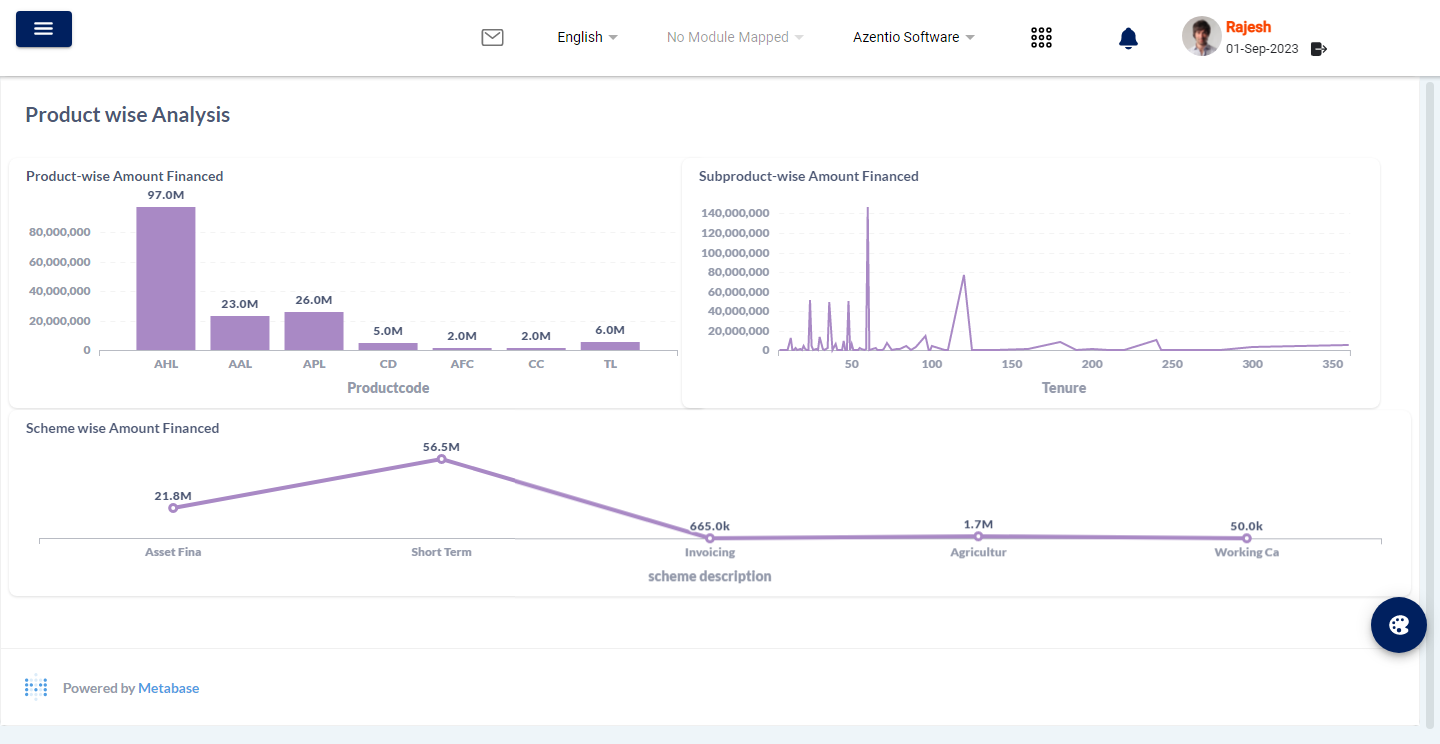 English
No Module Mapped
Azentio Software
Rajesh
01-Sep-2023
Product wise Analysis
Product-wise Amount Financed
97.0M
23.0M
26.0M
5.0M
2.0M
2.0M
6.0M
80,000,000
60,000,000
40,000,000
20,000,000
0
AHL AAL APL CD AFC CC TL
Productcode
Subproduct-wise Amount Financed
140,000,000
120,000,000
100,000,000
80,000,000
60,000,000
40,000,000
20,000,000
0
50 100 150 200 250 300 350
Tenure
Scheme wise Amount Financed
21.8M
56.5M
665.0k
1.7M
50.0k
Asset Fina Short Term Invoicing Agricultur Working Ca
scheme description
Powered by Metabase